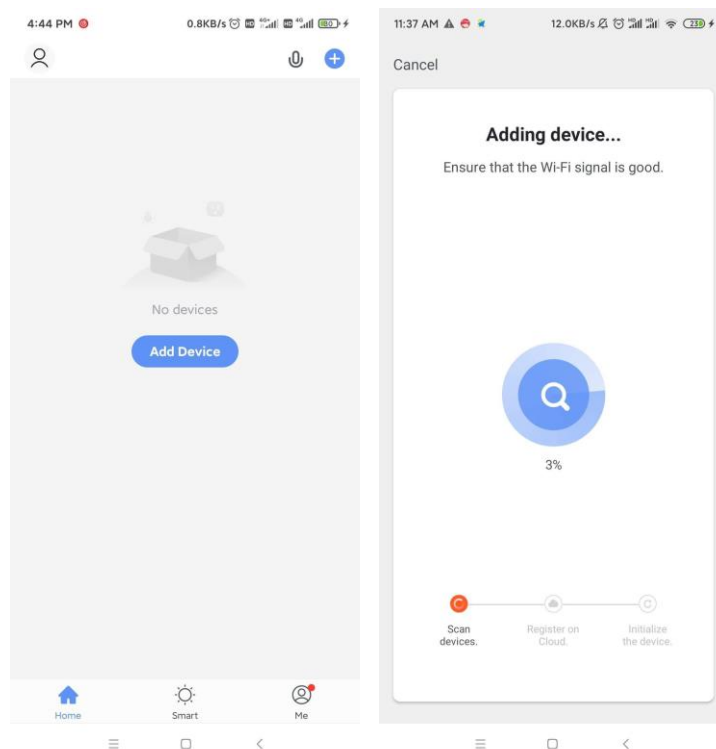 4:44 PM
0.8KB/s
No devices
Add Device
Home
Smart
Me
11:37 AM
12.0KB/s
Cancel
Adding device...
Ensure that the Wi-Fi signal is good.
3%
Scan
devices.
Register on
Cloud.
Initialize
the device.